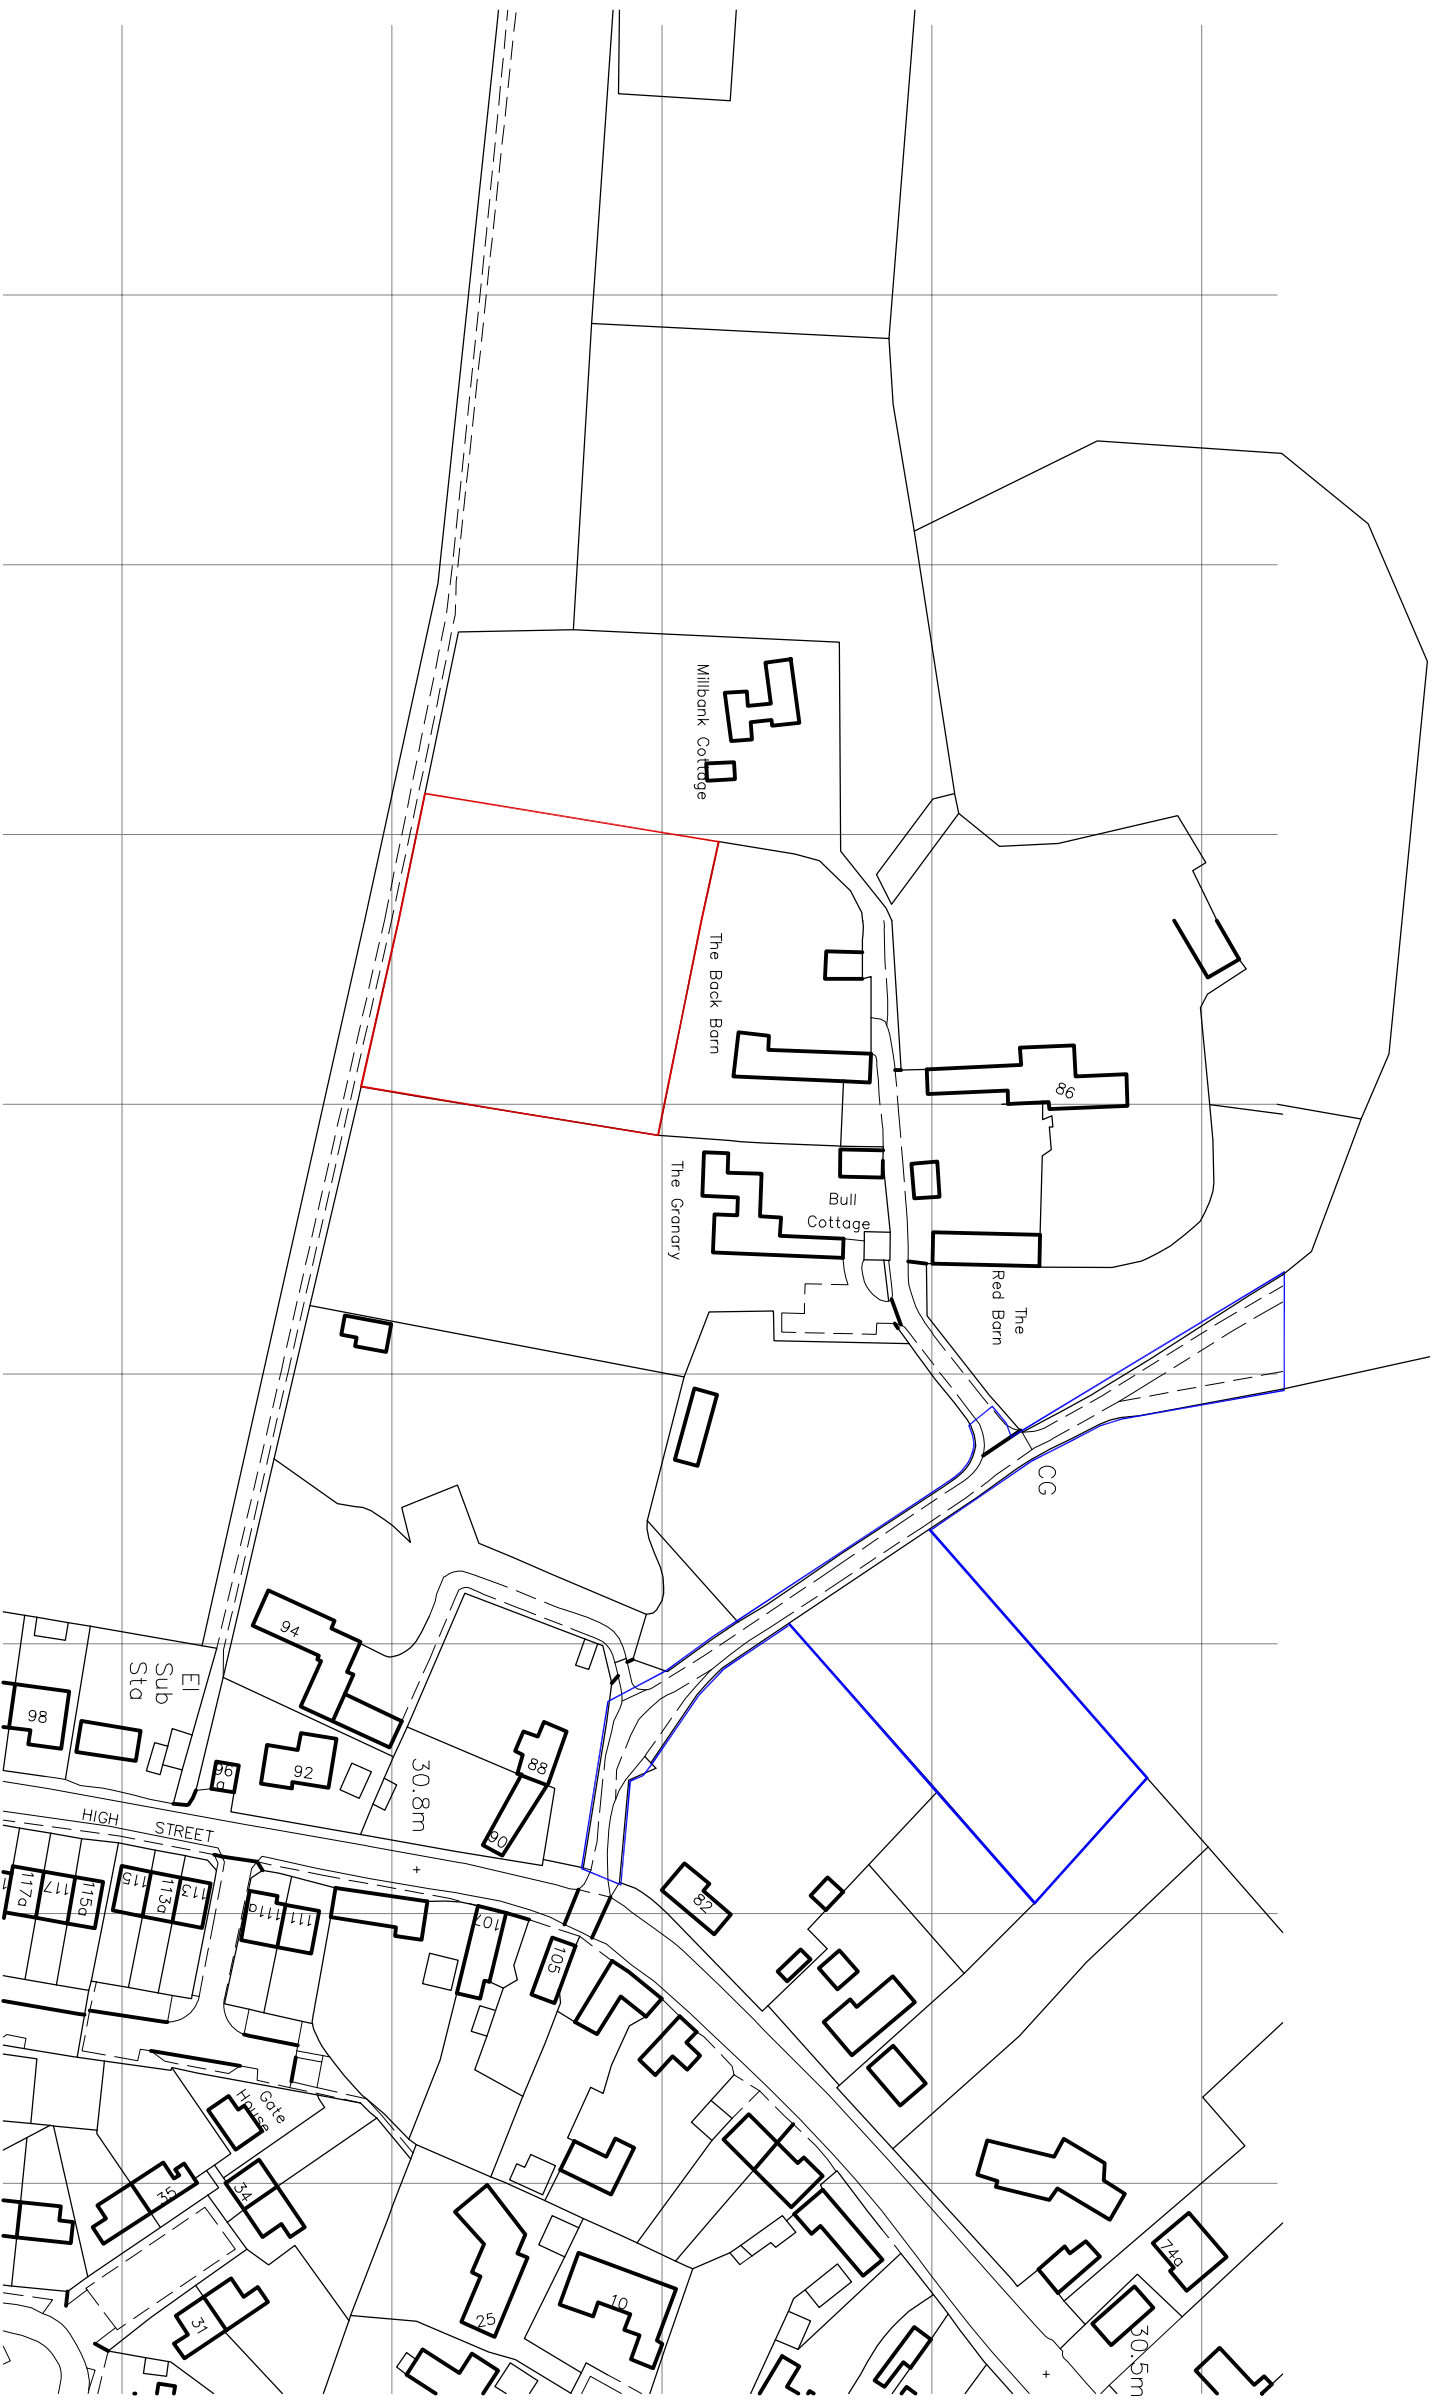 Millbank Cottage
The Back Barn
86
The Granary
Bull
Cottage
The
Red Barn
CG
94
El
Sub
Sta
98
96
a
92
88
30.8m
90
HIGH STREET
117a
117
115a
115
113a
113
111a
111
107
105
82
Gate
House
35
34
31
25
10
74a
30.5m